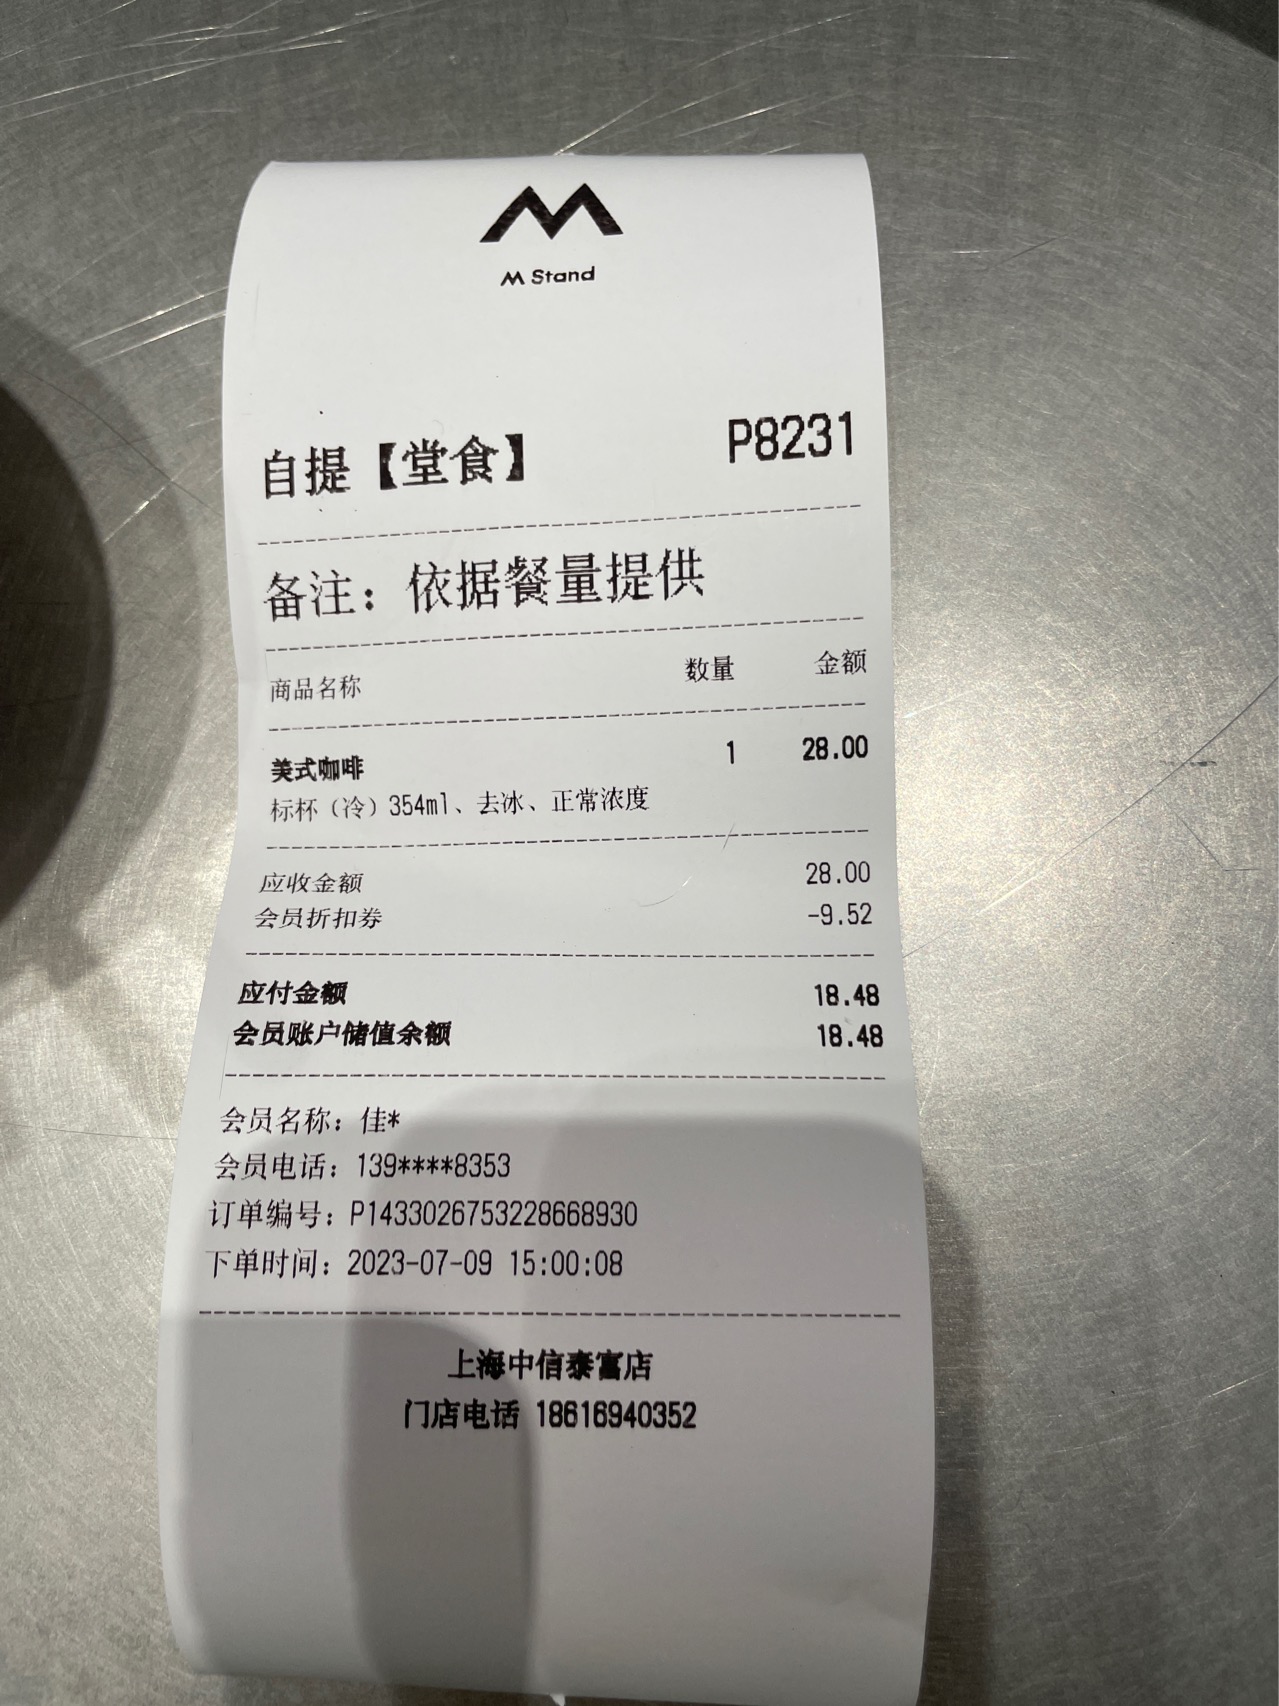 M Stand
自提【堂食】 P8231
备注：依据餐量提供
商品名称 数量 金额
美式咖啡 1 28.00
标杯（冷）354ml、去冰、正常浓度
应收金额 28.00
会员折扣券 -9.52
应付金额 18.48
会员账户储值余额 18.48
会员名称：佳*
会员电话：139****8353
订单编号：P1433026753228668930
下单时间：2023-07-09 15:00:08
上海中信泰富店
门店电话 18616940352